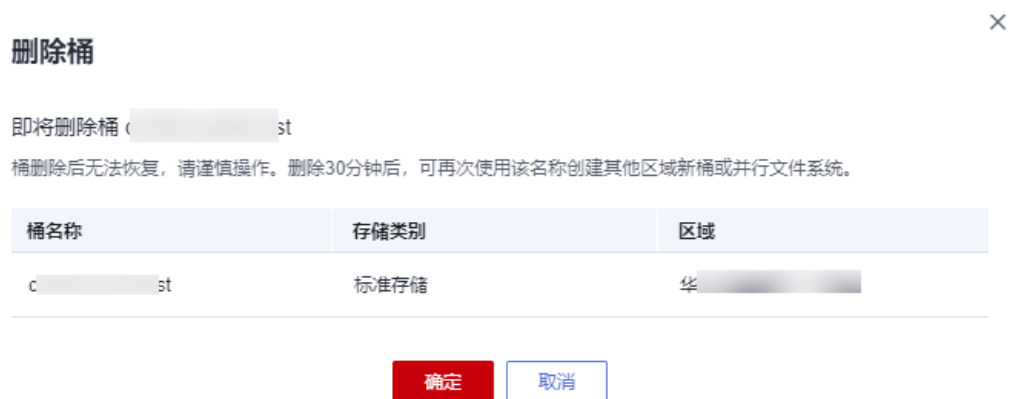 删除桶
即将删除桶 c st
桶删除后无法恢复，请谨慎操作。删除30分钟后，可再次使用该名称创建其他区域新桶或并行文件系统。
桶名称 存储类别 区域
c st 标准存储 华
确定 取消